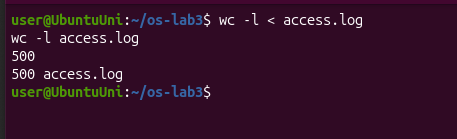 user@UbuntuUni:~/os-lab3$ wc -l < access.log
wc -l access.log
500
500 access.log
user@UbuntuUni:~/os-lab3$